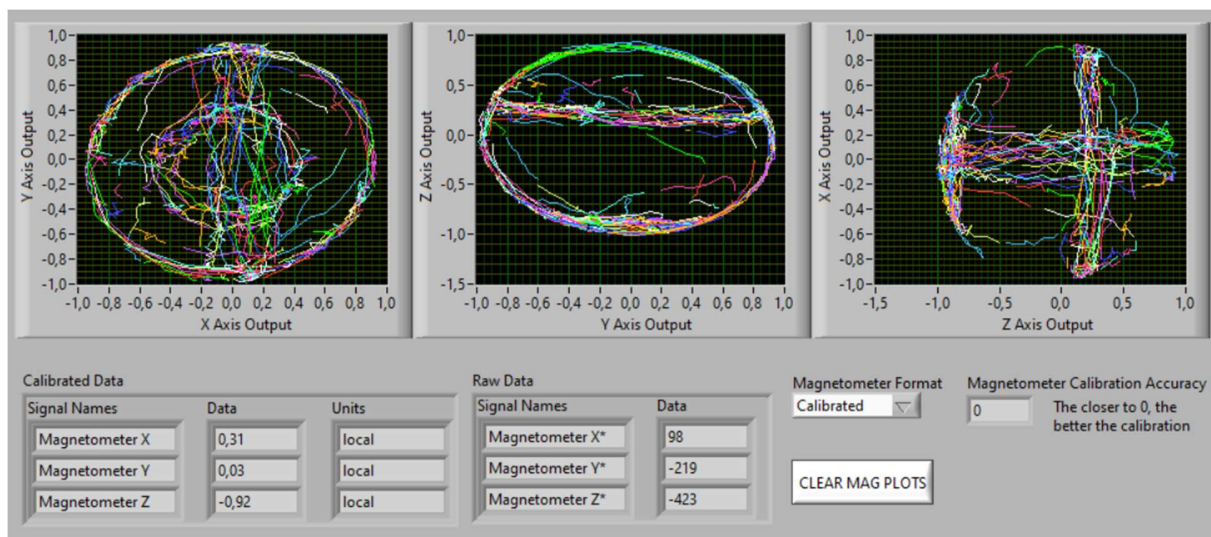 1,0
0,8
0,6
0,4
0,2
0,0
-0,2
-0,4
-0,6
-0,8
-1,0
Y Axis Output
-1,0 -0,8 -0,6 -0,4 -0,2 0,0 0,2 0,4 0,6 0,8 1,0
X Axis Output
1,0
0,5
0,0
-0,5
-1,0
-1,5
Z Axis Output
-1,0 -0,8 -0,6 -0,4 -0,2 0,0 0,2 0,4 0,6 0,8 1,0
Y Axis Output
1,0
0,8
0,6
0,4
0,2
0,0
-0,2
-0,4
-0,6
-0,8
-1,0
X Axis Output
-1,5 -1,0 -0,5 0,0 0,5 1,0
Z Axis Output
Calibrated Data
Signal Names Data Units
Magnetometer X 0,31 local
Magnetometer Y 0,03 local
Magnetometer Z -0,92 local
Raw Data
Signal Names Data
Magnetometer X* 98
Magnetometer Y* -219
Magnetometer Z* -423
Magnetometer Format
Calibrated
Magnetometer Calibration Accuracy
0
The closer to 0, the
better the calibration
CLEAR MAG PLOTS